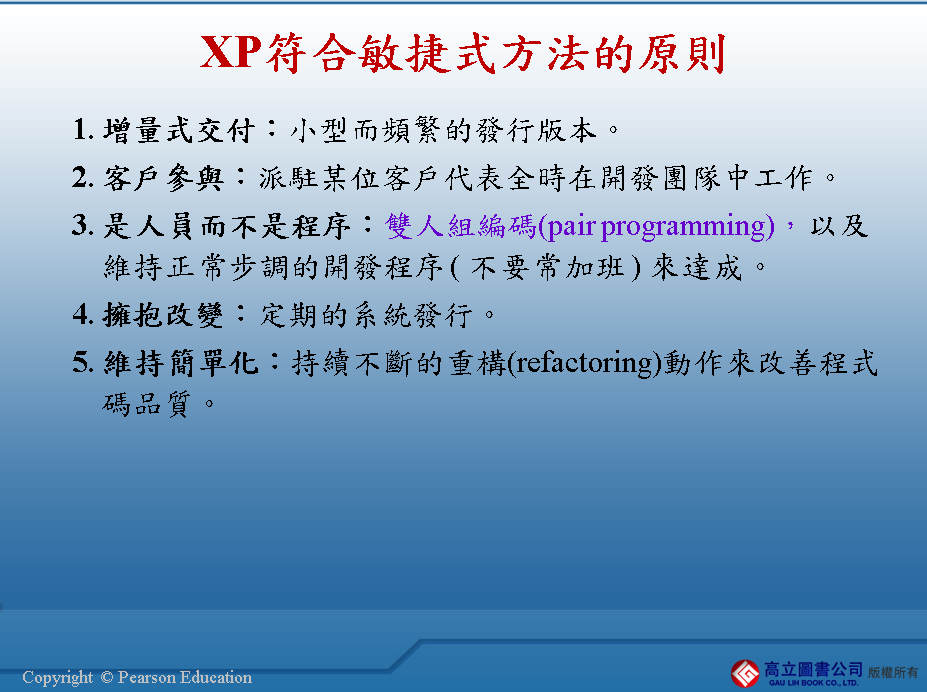 XP符合敏捷式方法的原則
1. 增量式交付：小型而頻繁的發行版本。
2. 客戶參與：派駐某位客戶代表全時在開發團隊中工作。
3. 是人員而不是程序：雙人組編碼(pair programming)，以及
維持正常步調的開發程序 ( 不要常加班 ) 來達成。
4. 擁抱改變：定期的系統發行。
5. 維持簡單化：持續不斷的重構(refactoring)動作來改善程式
碼品質。
Copyright © Pearson Education
高立圖書公司 版權所有
GAU LIH BOOK CO., LTD.